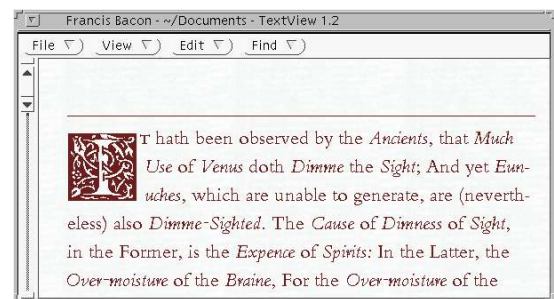 Francis Bacon - ~/Documents - TextView 1.2
File View Edit Find
IT hath been observed by the Ancients, that Much
Use of Venus doth Dimme the Sight; And yet Eun-
uches, which are unable to generate, are (neverth-
eless) also Dimme-Sighted. The Cause of Dimness of Sight,
in the Former, is the Expence of Spirits: In the Latter, the
Over-moisture of the Braine, For the Over-moisture of the